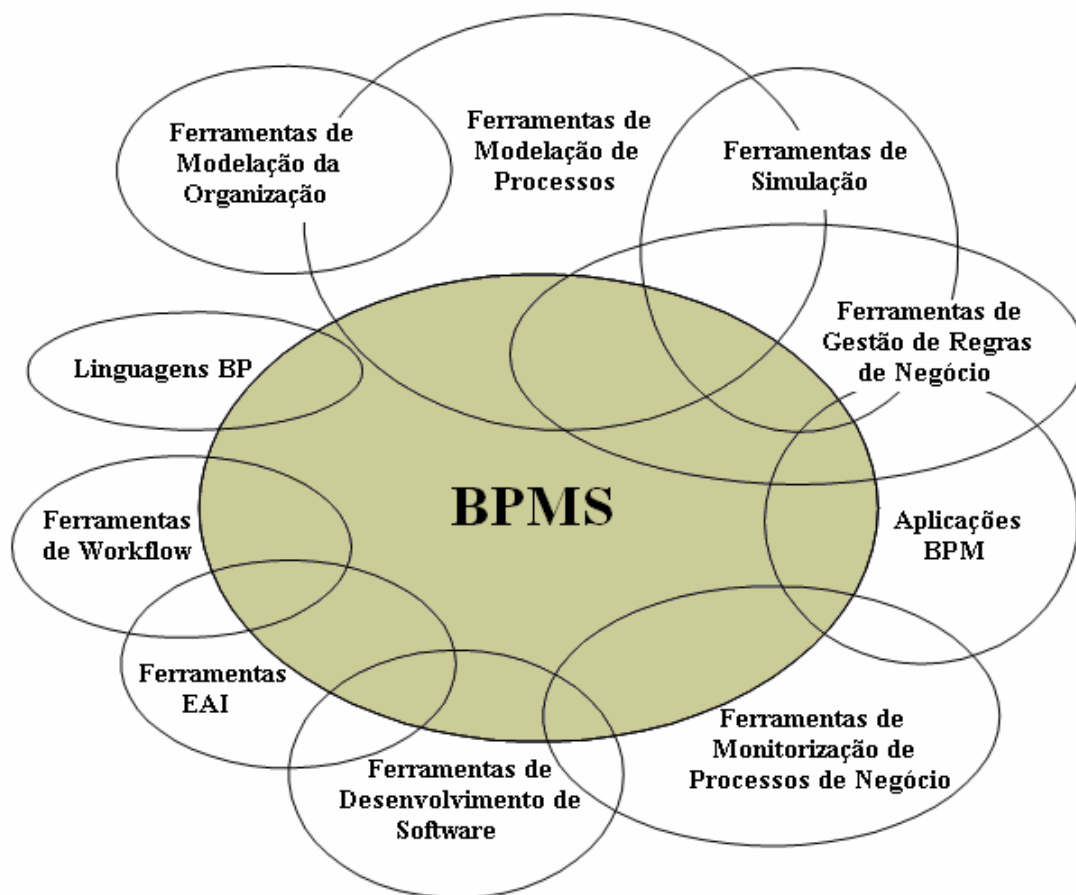 Ferramentas de
Modelação da
Organização
Ferramentas de
Modelação de
Processos
Ferramentas de
Simulação
Ferramentas de
Gestão de Regras
de Negócio
Linguagens BP
BPMS
Ferramentas
de Workflow
Aplicações
BPM
Ferramentas
EAI
Ferramentas de
Monitorização de
Processos de Negócio
Ferramentas de
Desenvolvimento de
Software